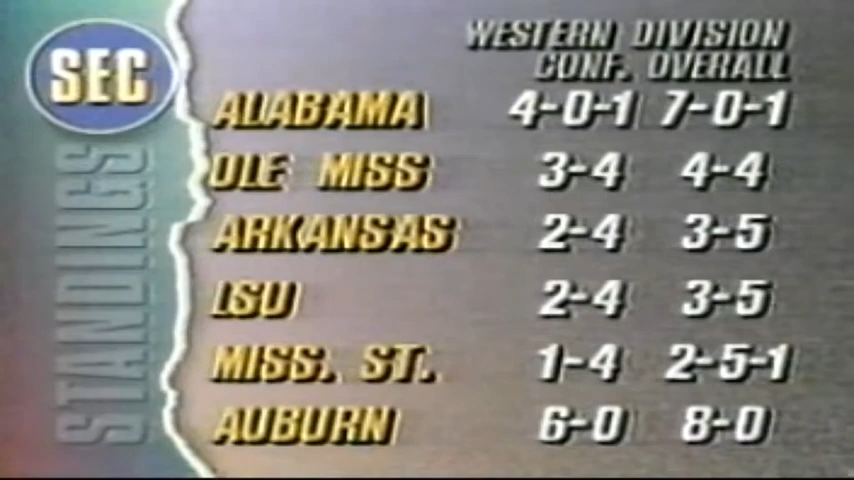 SEC
STANDINGS
WESTERN DIVISION
CONF. OVERALL
ALABAMA 4-0-1 7-0-1
OLE MISS 3-4 4-4
ARKANSAS 2-4 3-5
LSU 2-4 3-5
MISS. ST. 1-4 2-5-1
AUBURN 6-0 8-0